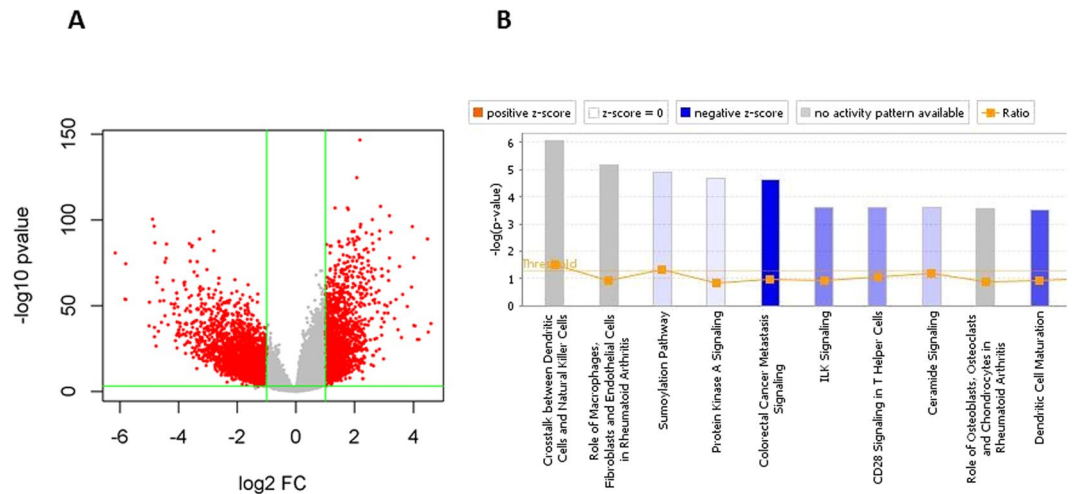 A
B
positive z-score
z-score = 0
negative z-score
no activity pattern available
Ratio
-log10 pvalue
150
100
50
0
-6
-4
-2
0
2
4
log2 FC
-log(p-value)
6
5
4
3
2
1
0
Threshold
Crosstalk between Dendritic
Cells and Natural Killer Cells
Role of Macrophages,
Fibroblasts and Endothelial Cells
in Rheumatoid Arthritis
Sumoylation Pathway
Protein Kinase A Signaling
Colorectal Cancer Metastasis
Signaling
ILK Signaling
CD28 Signaling in T Helper Cells
Ceramide Signaling
Role of Osteoblasts, Osteoclasts
and Chondrocytes in
Rheumatoid Arthritis
Dendritic Cell Maturation